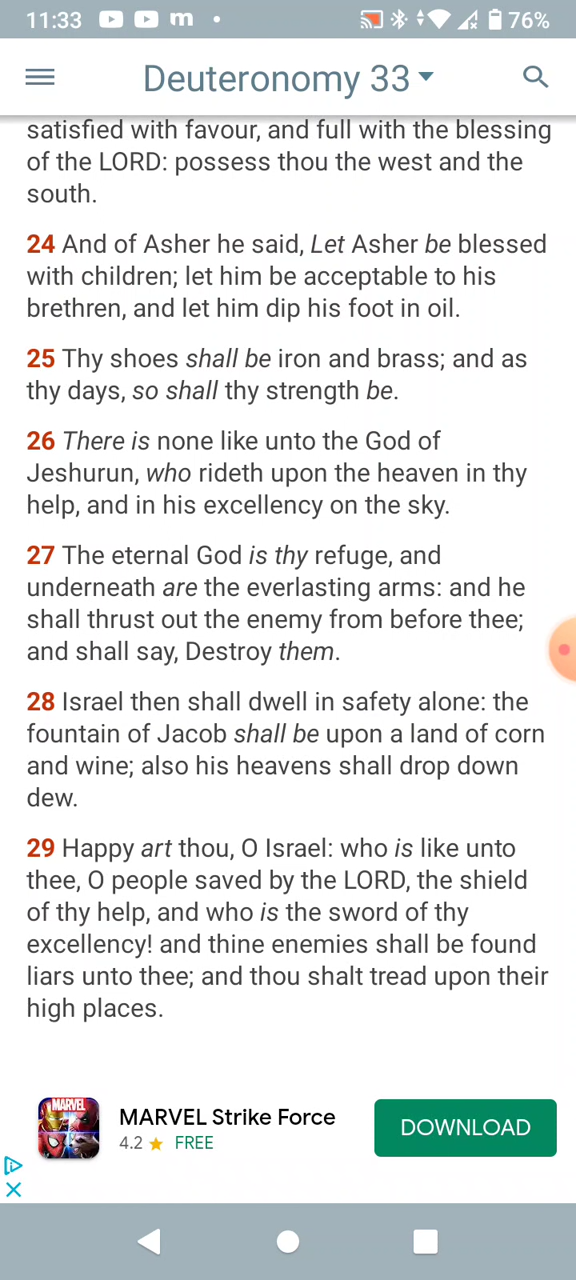 11:33 m 76%
Deuteronomy 33
satisfied with favour, and full with the blessing
of the LORD: possess thou the west and the
south.
24 And of Asher he said, Let Asher be blessed
with children; let him be acceptable to his
brethren, and let him dip his foot in oil.
25 Thy shoes shall be iron and brass; and as
thy days, so shall thy strength be.
26 There is none like unto the God of
Jeshurun, who rideth upon the heaven in thy
help, and in his excellency on the sky.
27 The eternal God is thy refuge, and
underneath are the everlasting arms: and he
shall thrust out the enemy from before thee;
and shall say, Destroy them.
28 Israel then shall dwell in safety alone: the
fountain of Jacob shall be upon a land of corn
and wine; also his heavens shall drop down
dew.
29 Happy art thou, O Israel: who is like unto
thee, O people saved by the LORD, the shield
of thy help, and who is the sword of thy
excellency! and thine enemies shall be found
liars unto thee; and thou shalt tread upon their
high places.
MARVEL
MARVEL Strike Force
4.2 ★ FREE
DOWNLOAD